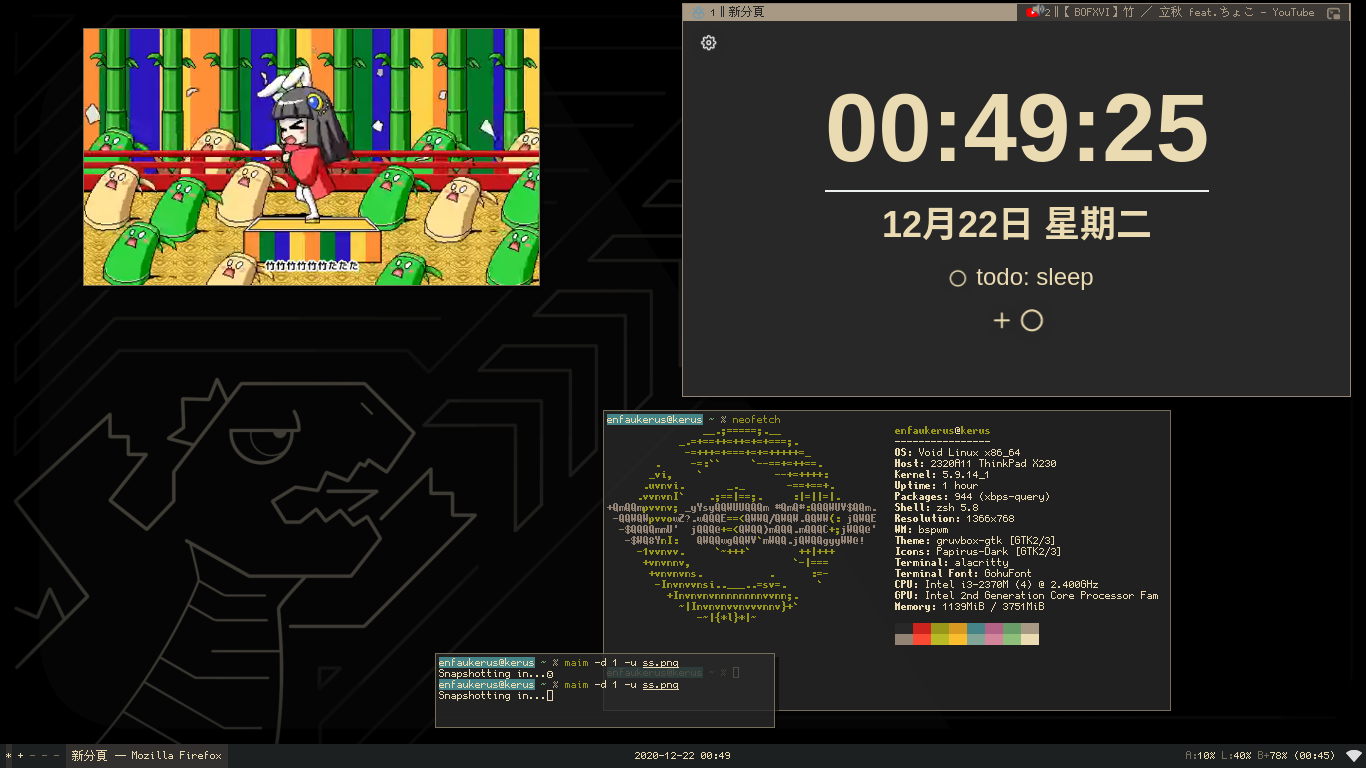 1 ‖ 新分頁
2 ‖【 BOFXVI 】竹 ／ 立秋 feat.ちょこ - YouTube
竹竹竹竹竹竹たたた
00:49:25
12月22日 星期二
todo: sleep
enfaukerus@kerus ~ % neofetch
enfaukerus@kerus
----------------
OS: Void Linux x86_64
Host: 2320A11 ThinkPad X230
Kernel: 5.9.14_1
Uptime: 1 hour
Packages: 944 (xbps-query)
Shell: zsh 5.8
Resolution: 1366x768
WM: bspwm
Theme: gruvbox-gtk [GTK2/3]
Icons: Papirus-Dark [GTK2/3]
Terminal: alacritty
Terminal Font: GohuFont
CPU: Intel i3-2370M (4) @ 2.400GHz
GPU: Intel 2nd Generation Core Processor Fam
Memory: 1139MiB / 3751MiB
enfaukerus@kerus ~ %
enfaukerus@kerus ~ % maim -d 1 -u ss.png
Snapshotting in...
enfaukerus@kerus ~ % maim -d 1 -u ss.png
Snapshotting in...
* + - - - 新分頁 — Mozilla Firefox
2020-12-22 00:49
A:10% L:40% B+78% (00:45)